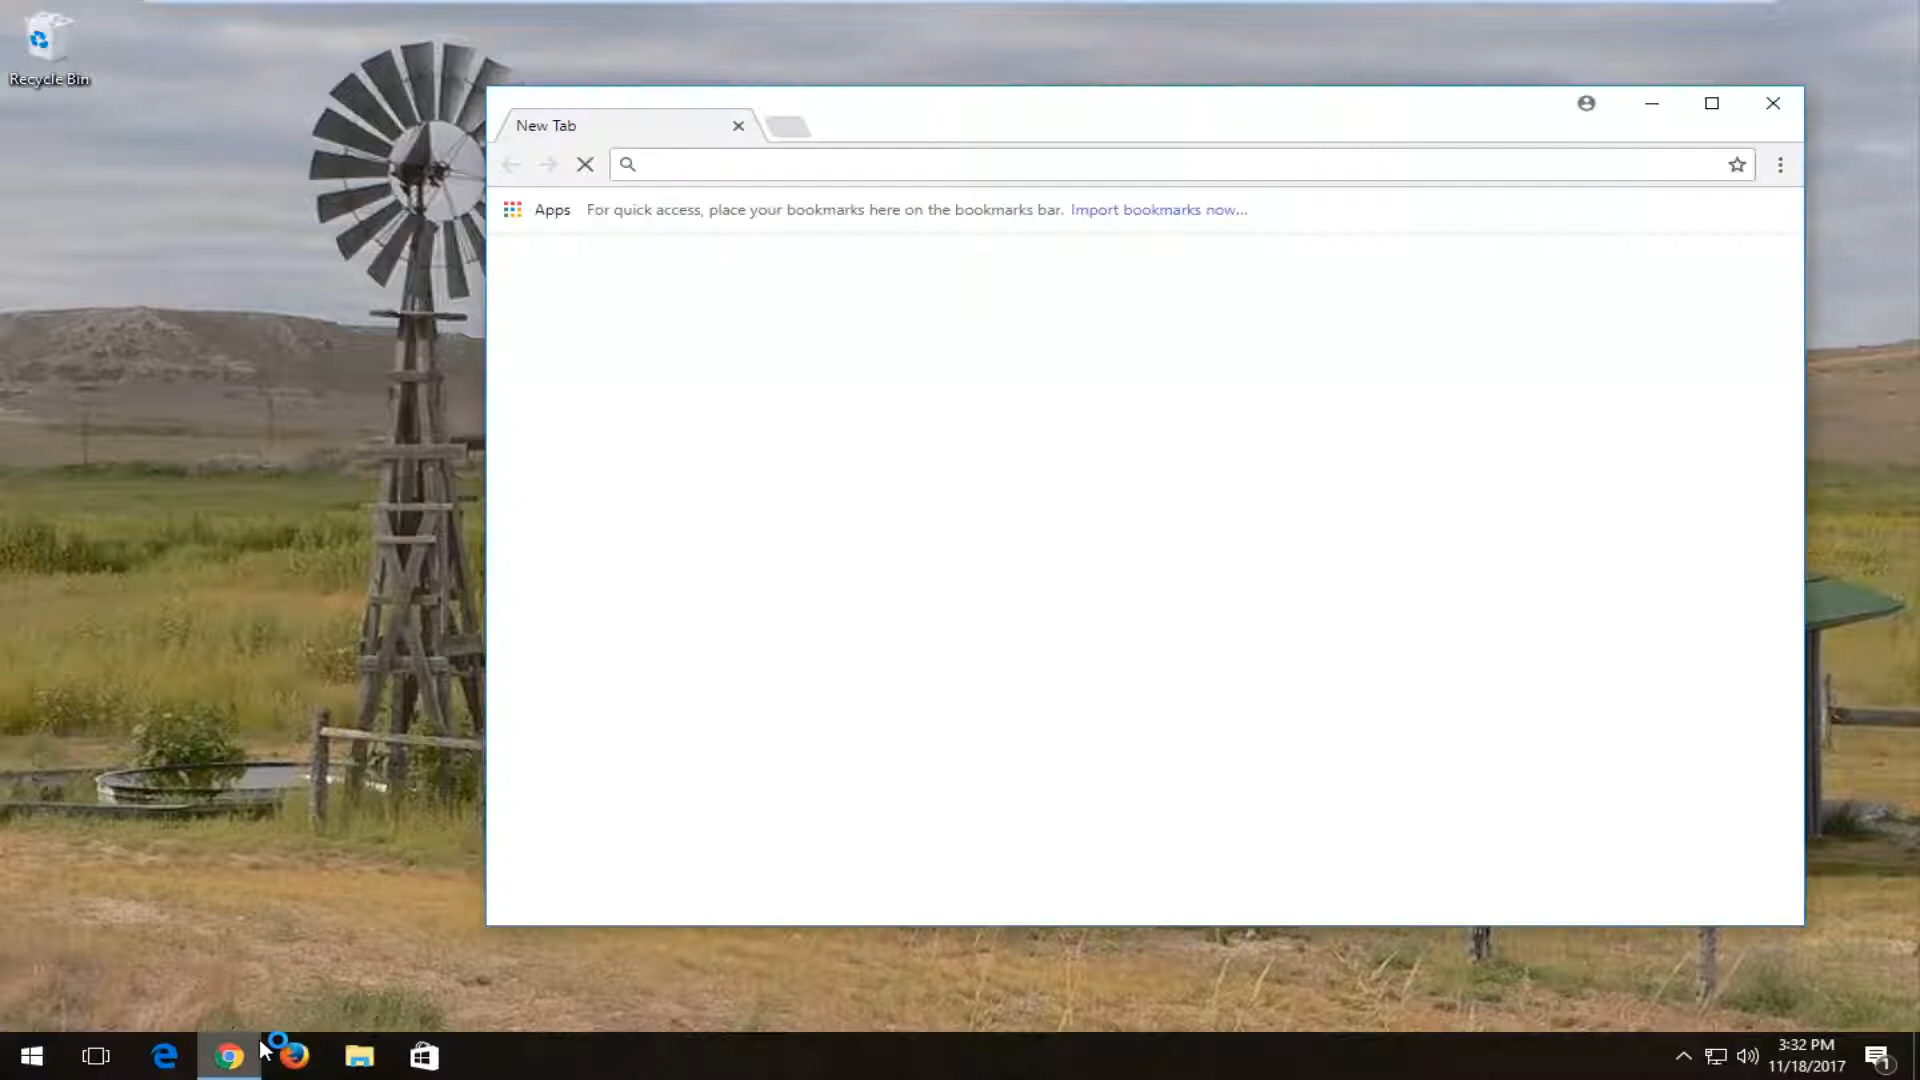 Recycle Bin
New Tab
Apps For quick access, place your bookmarks here on the bookmarks bar. Import bookmarks now...
3:32 PM
11/18/2017
1